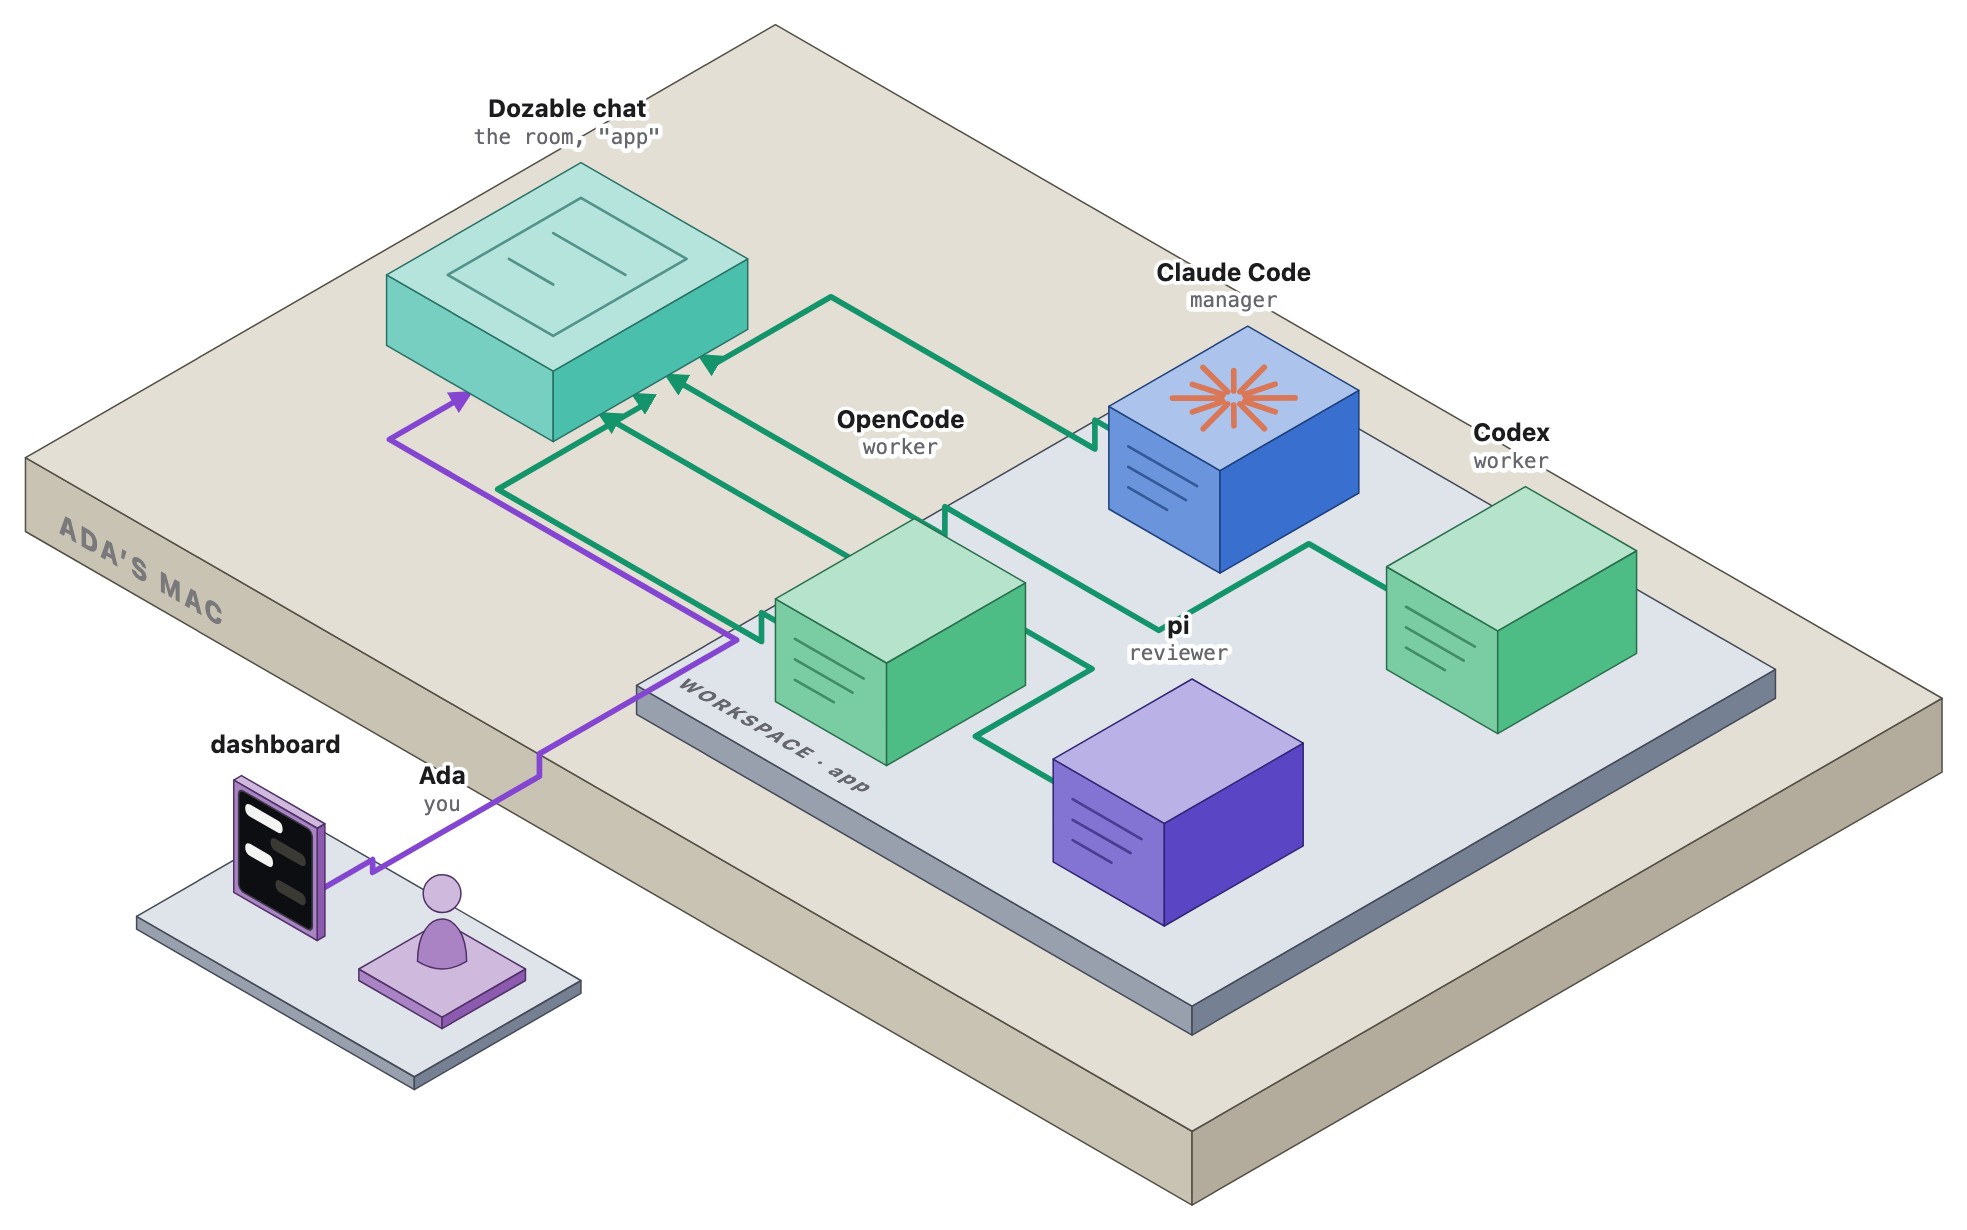 Dozable chat
the room, "app"
Claude Code
manager
OpenCode
worker
Codex
worker
ADA'S MAC
pi
reviewer
WORKSPACE · app
dashboard
Ada
you